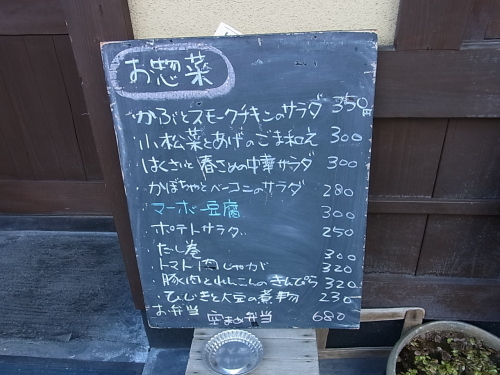 お惣菜
かぶとスモークチキンのサラダ 350円
小松菜とあげのごま和え 300
はくさいと春さめの中華サラダ 300
かぼちゃとベーコンのサラダ 280
マーボー豆腐 300
ポテトサラダ 250
だし巻 300
トマト肉じゃが 320
豚肉とれんこんのきんぴら 320
ひじきと大豆の煮物 230
お弁当
空まめ弁当 680